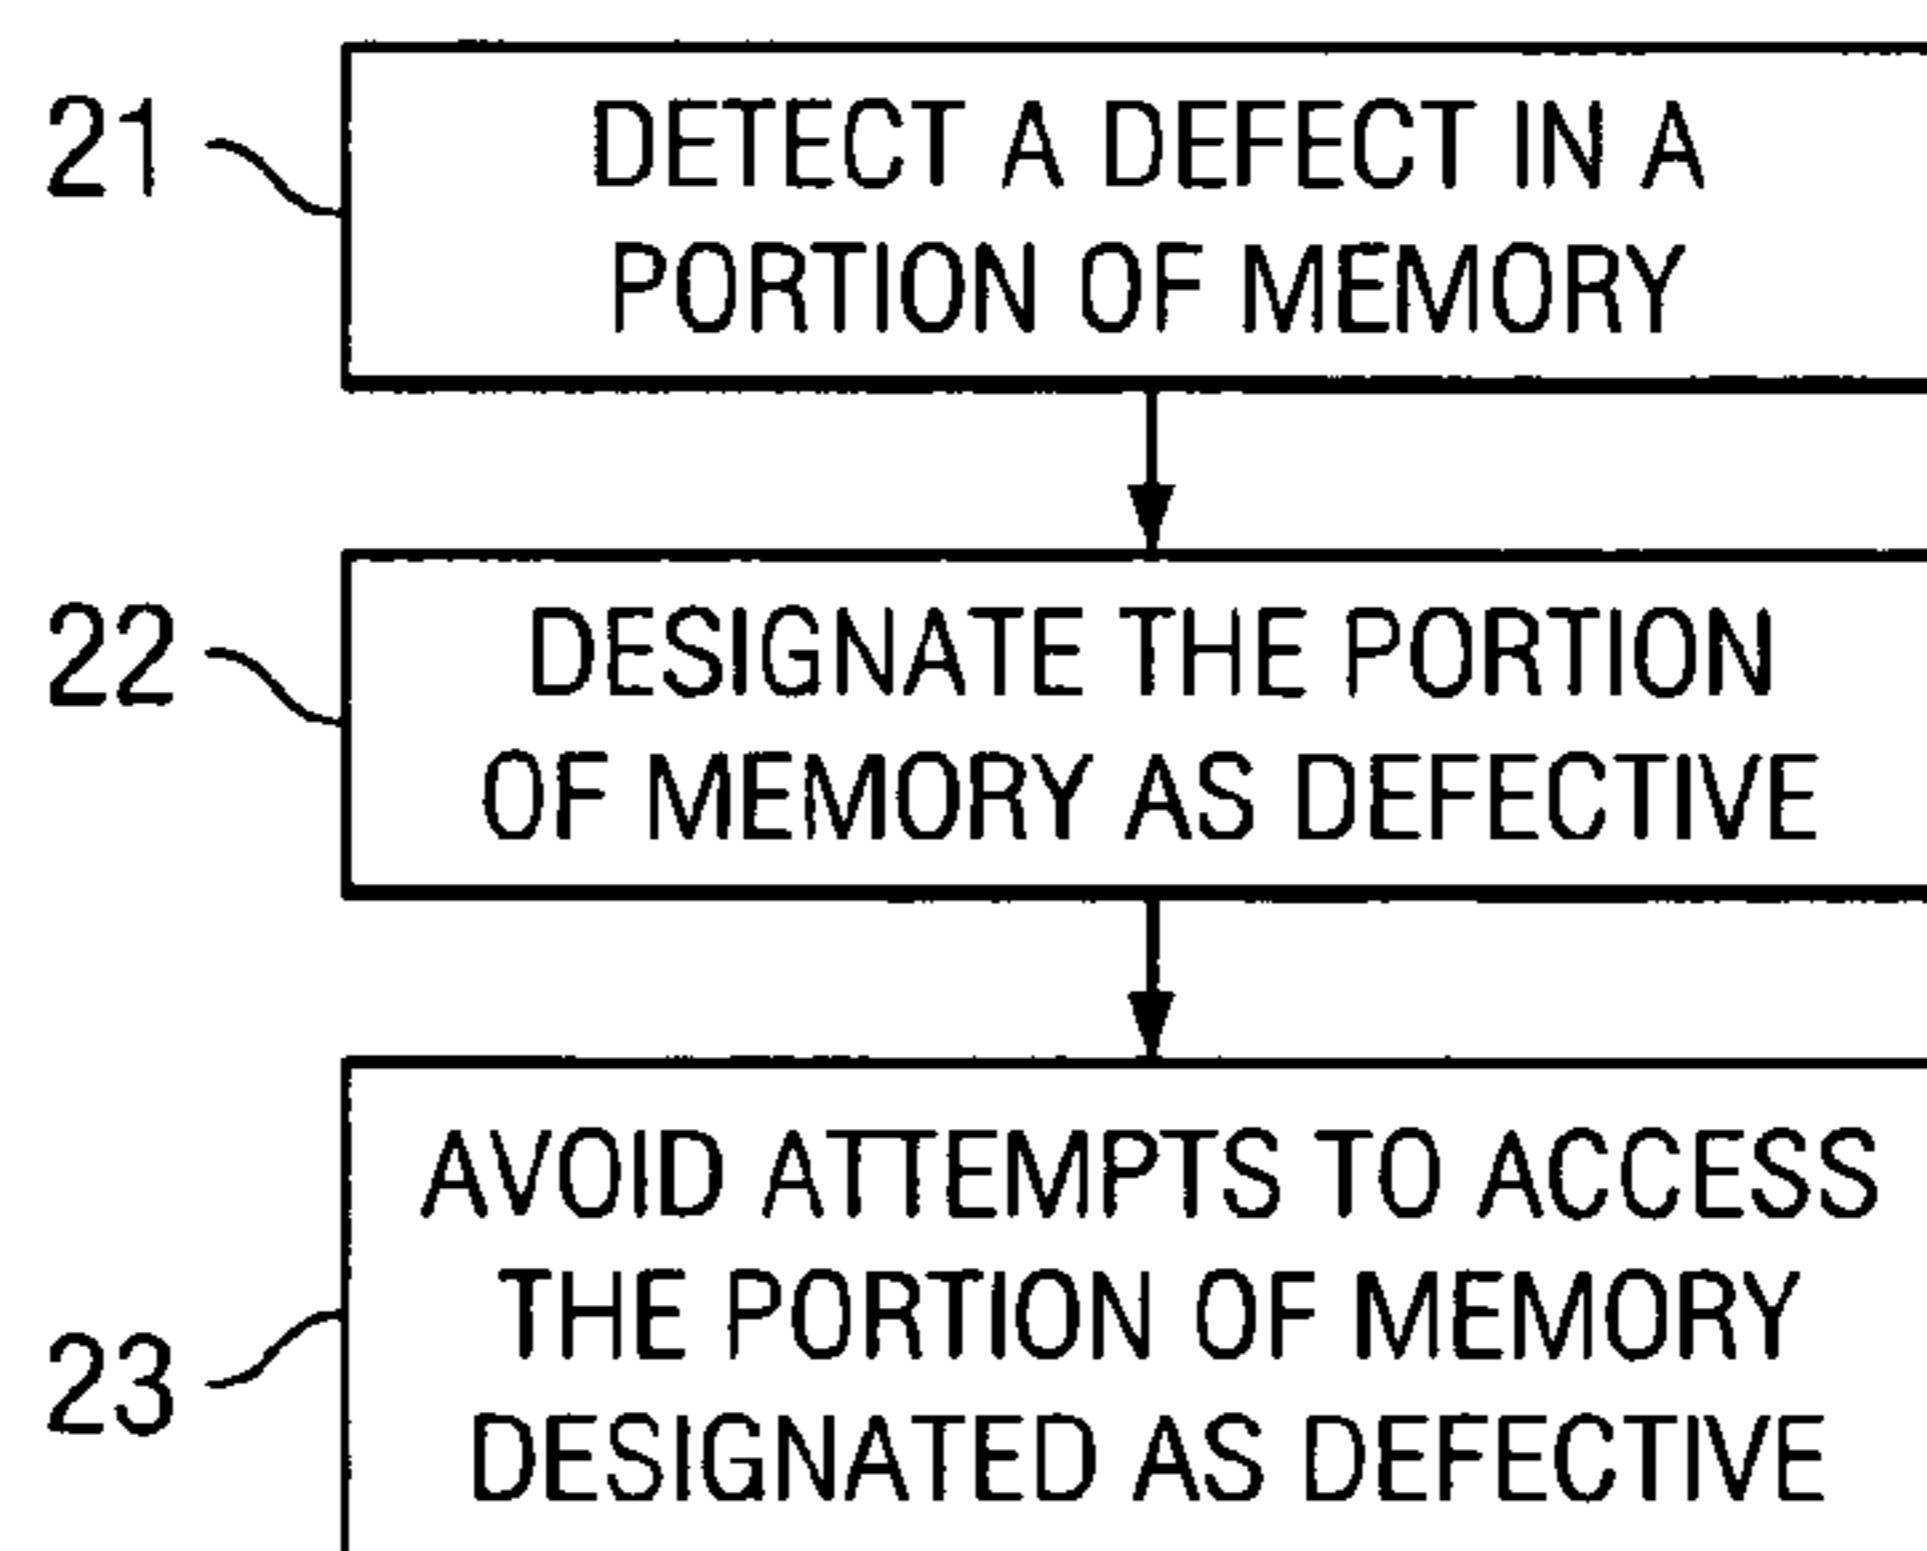 21
DETECT A DEFECT IN A
PORTION OF MEMORY
22
DESIGNATE THE PORTION
OF MEMORY AS DEFECTIVE
23
AVOID ATTEMPTS TO ACCESS
THE PORTION OF MEMORY
DESIGNATED AS DEFECTIVE